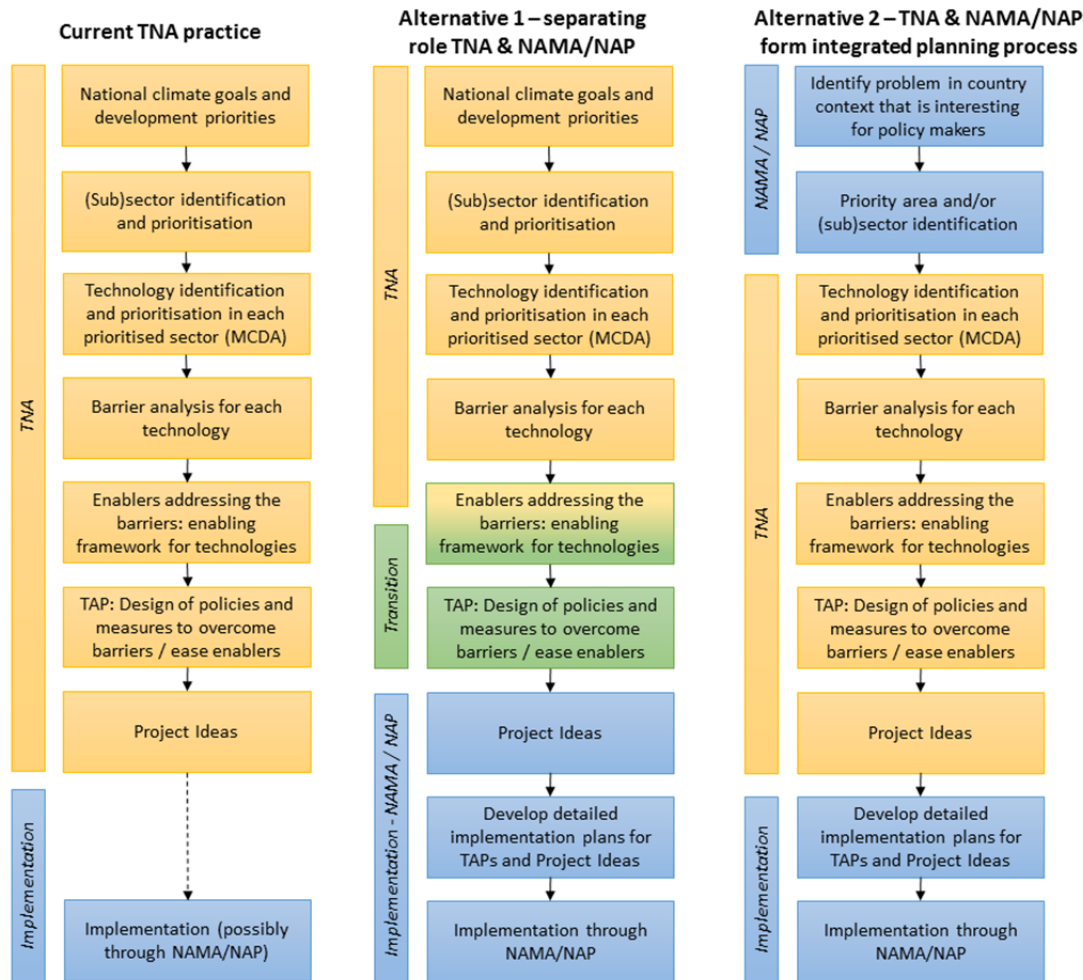 Current TNA practice
TNA
National climate goals and
development priorities
(Sub)sector identification
and prioritisation
Technology identification
and prioritisation in each
prioritised sector (MCDA)
Barrier analysis for each
technology
Enablers addressing the
barriers: enabling
framework for technologies
TAP: Design of policies and
measures to overcome
barriers / ease enablers
Project Ideas
Implementation
Implementation (possibly
through NAMA/NAP)
Alternative 1 – separating
role TNA & NAMA/NAP
TNA
National climate goals and
development priorities
(Sub)sector identification
and prioritisation
Technology identification
and prioritisation in each
prioritised sector (MCDA)
Barrier analysis for each
technology
Enablers addressing the
barriers: enabling
framework for technologies
Transition
TAP: Design of policies and
measures to overcome
barriers / ease enablers
Implementation - NAMA / NAP
Project Ideas
Develop detailed
implementation plans for
TAPs and Project Ideas
Implementation through
NAMA/NAP
Alternative 2 – TNA & NAMA/NAP
form integrated planning process
NAMA / NAP
Identify problem in country
context that is interesting
for policy makers
Priority area and/or
(sub)sector identification
TNA
Technology identification
and prioritisation in each
prioritised sector (MCDA)
Barrier analysis for each
technology
Enablers addressing the
barriers: enabling
framework for technologies
TAP: Design of policies and
measures to overcome
barriers / ease enablers
Project Ideas
Implementation
Develop detailed
implementation plans for
TAPs and Project Ideas
Implementation through
NAMA/NAP